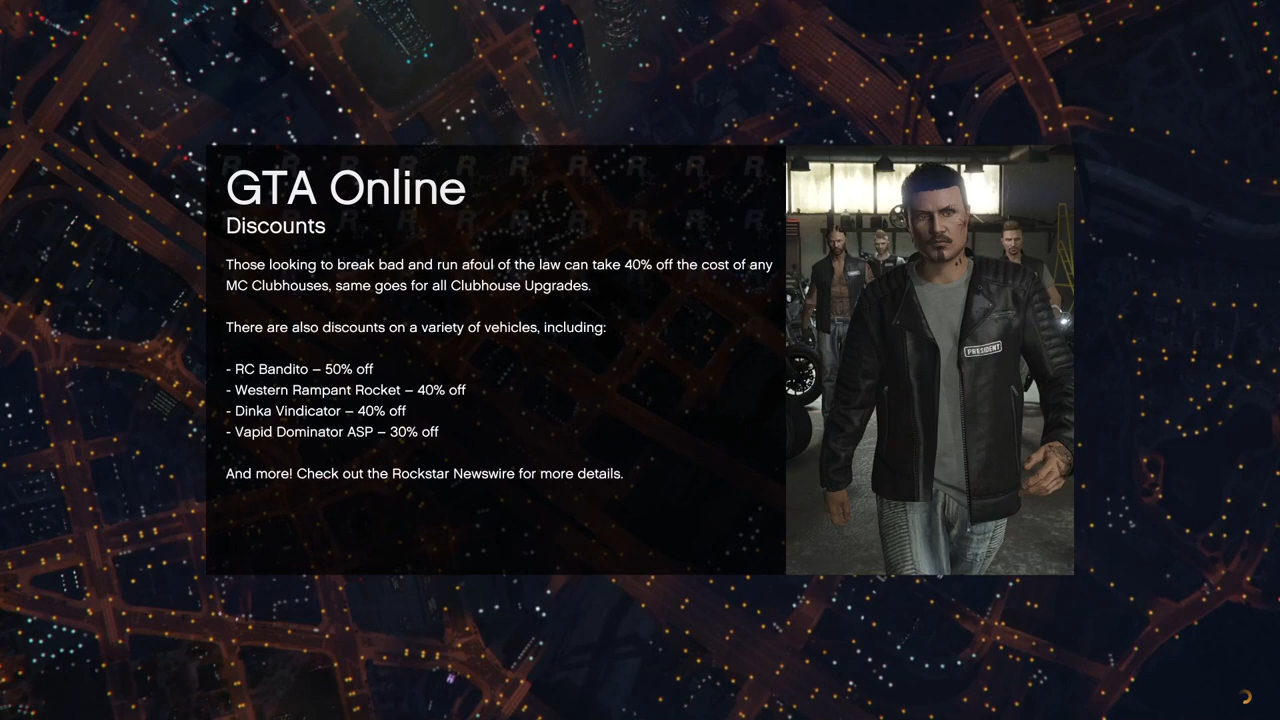 GTA Online
Discounts
Those looking to break bad and run afoul of the law can take 40% off the cost of any
MC Clubhouses, same goes for all Clubhouse Upgrades.
There are also discounts on a variety of vehicles, including:
- RC Bandito – 50% off
- Western Rampant Rocket – 40% off
- Dinka Vindicator – 40% off
- Vapid Dominator ASP – 30% off
And more! Check out the Rockstar Newswire for more details.
PRESIDENT